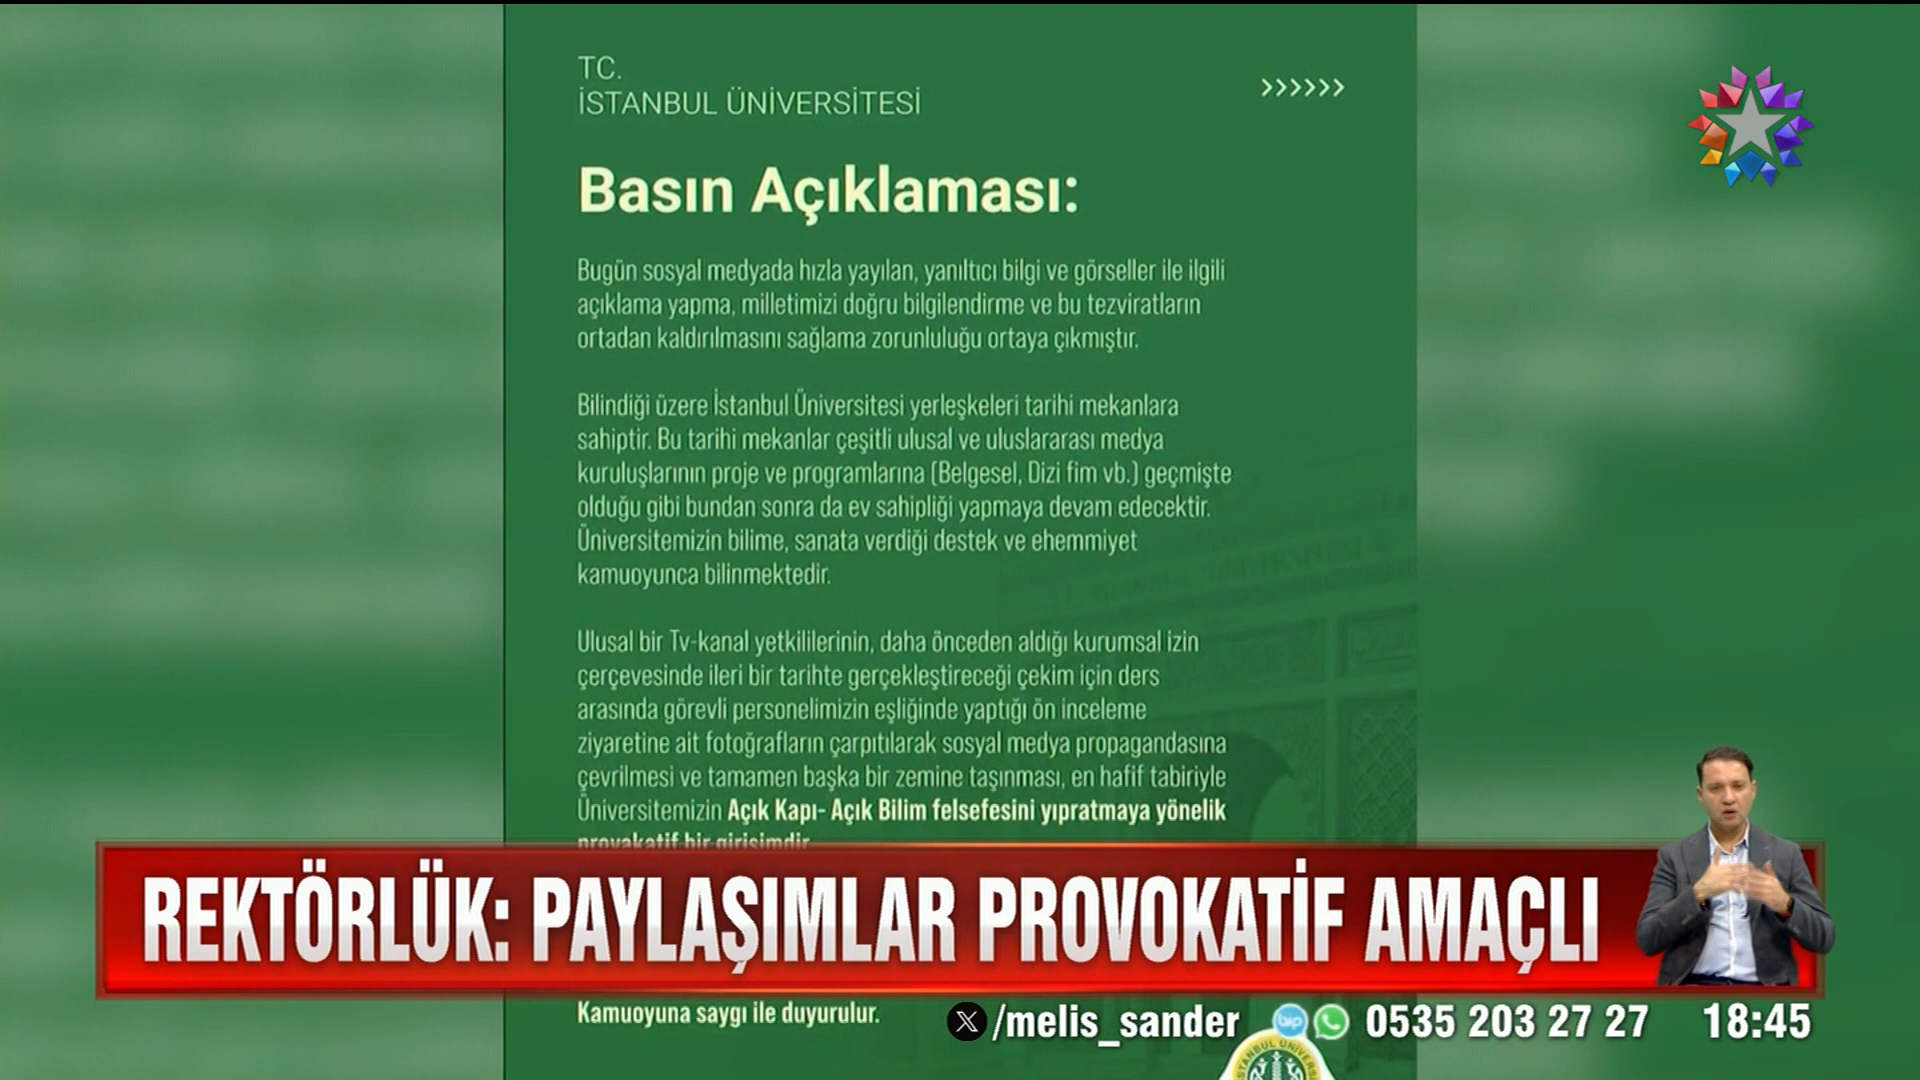 TC.
İSTANBUL ÜNİVERSİTESİ
>>>>>>
Basın Açıklaması:
Bugün sosyal medyada hızla yayılan, yanıltıcı bilgi ve görseller ile ilgili
açıklama yapma, milletimizi doğru bilgilendirme ve bu tezviratların
ortadan kaldırılmasını sağlama zorunluluğu ortaya çıkmıştır.
Bilindiği üzere İstanbul Üniversitesi yerleşkeleri tarihi mekanlara
sahiptir. Bu tarihi mekanlar çeşitli ulusal ve uluslararası medya
kuruluşlarının proje ve programlarına (Belgesel, Dizi fim vb.) geçmişte
olduğu gibi bundan sonra da ev sahipliği yapmaya devam edecektir.
Üniversitemizin bilime, sanata verdiği destek ve ehemmiyet
kamuoyunca bilinmektedir.
Ulusal bir Tv-kanal yetkililerinin, daha önceden aldığı kurumsal izin
çerçevesinde ileri bir tarihte gerçekleştireceği çekim için ders
arasında görevli personelimizin eşliğinde yaptığı ön inceleme
ziyaretine ait fotoğrafların çarpıtılarak sosyal medya propagandasına
çevrilmesi ve tamamen başka bir zemine taşınması, en hafif tabiriyle
Üniversitemizin Açık Kapı- Açık Bilim felsefesini yıpratmaya yönelik
provakatif bir girişimdir.
REKTÖRLÜK: PAYLAŞIMLAR PROVOKATİF AMAÇLI
Kamuoyuna saygı ile duyurulur.
/melis_sander
bip
0535 203 27 27
18:45